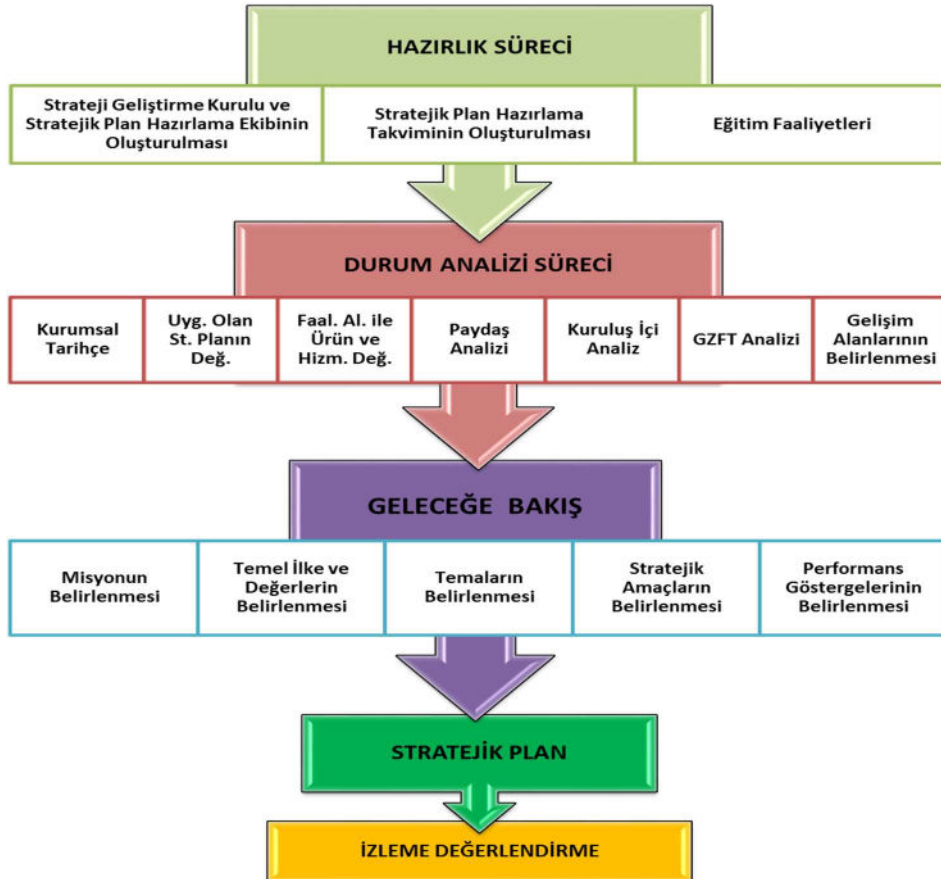 HAZIRLIK SÜRECİ
Strateji Geliştirme Kurulu ve
Stratejik Plan Hazırlama Ekibinin
Oluşturulması
Stratejik Plan Hazırlama
Takviminin Oluşturulması
Eğitim Faaliyetleri
DURUM ANALİZİ SÜRECİ
Kurumsal
Tarihçe
Uyg. Olan
St. Planın
Değ.
Faal. Al. ile
Ürün ve
Hizm. Değ.
Paydaş
Analizi
Kuruluş İçi
Analiz
GZFT Analizi
Gelişim
Alanlarının
Belirlenmesi
GELECEĞE BAKIŞ
Misyonun
Belirlenmesi
Temel İlke ve
Değerlerin
Belirlenmesi
Temaların
Belirlenmesi
Stratejik
Amaçların
Belirlenmesi
Performans
Göstergelerinin
Belirlenmesi
STRATEJİK PLAN
İZLEME DEĞERLENDİRME